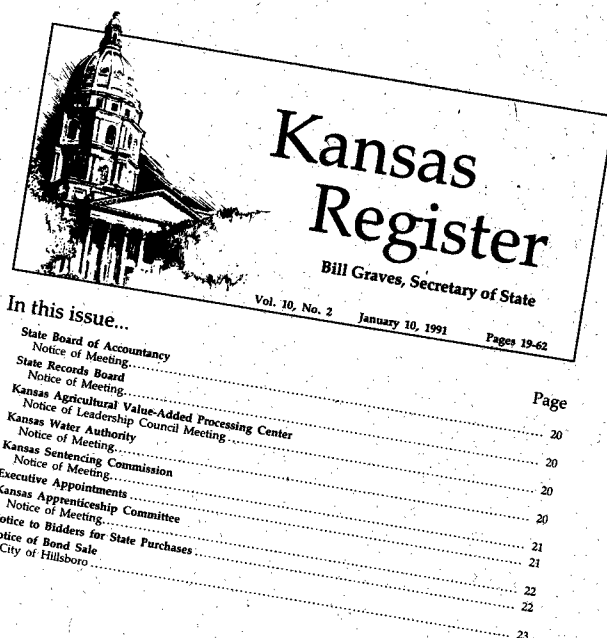 Kansas
Register
Bill Graves, Secretary of State
Vol. 10, No. 2 January 10, 1991 Pages 19-62
In this issue... Page
State Board of Accountancy
Notice of Meeting........ 20
State Records Board
Notice of Meeting........ 20
Kansas Agricultural Value-Added Processing Center
Notice of Leadership Council Meeting........ 20
Kansas Water Authority
Notice of Meeting........ 20
Kansas Sentencing Commission
Notice of Meeting........ 21
Executive Appointments........ 21
Kansas Apprenticeship Committee
Notice of Meeting........ 22
otice to Bidders for State Purchases........ 22
otice of Bond Sale
City of Hillsboro........ 23